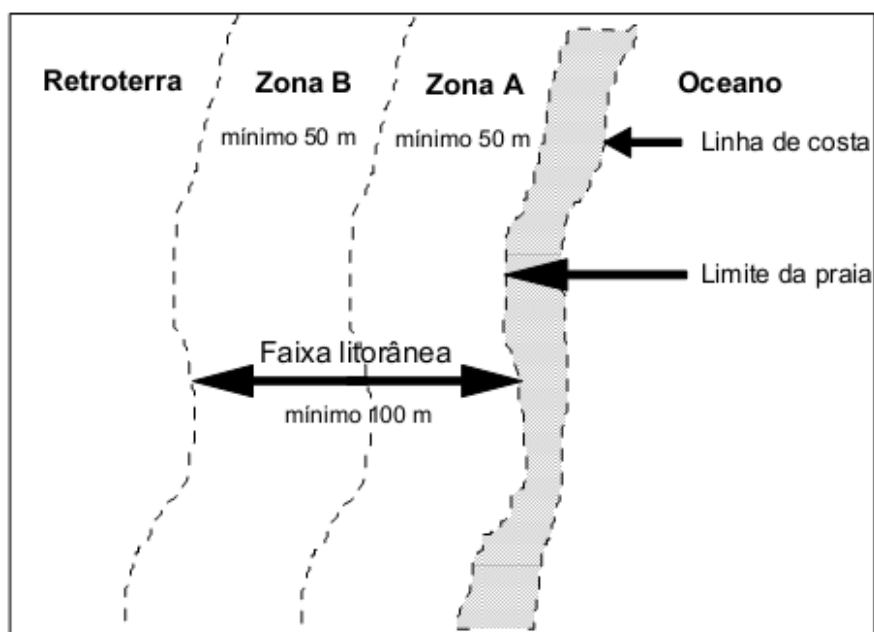 Retroterra Zona B Zona A Oceano
mínimo 50 m mínimo 50 m Linha de costa
Limite da praia
Faixa litorânea
mínimo 100 m